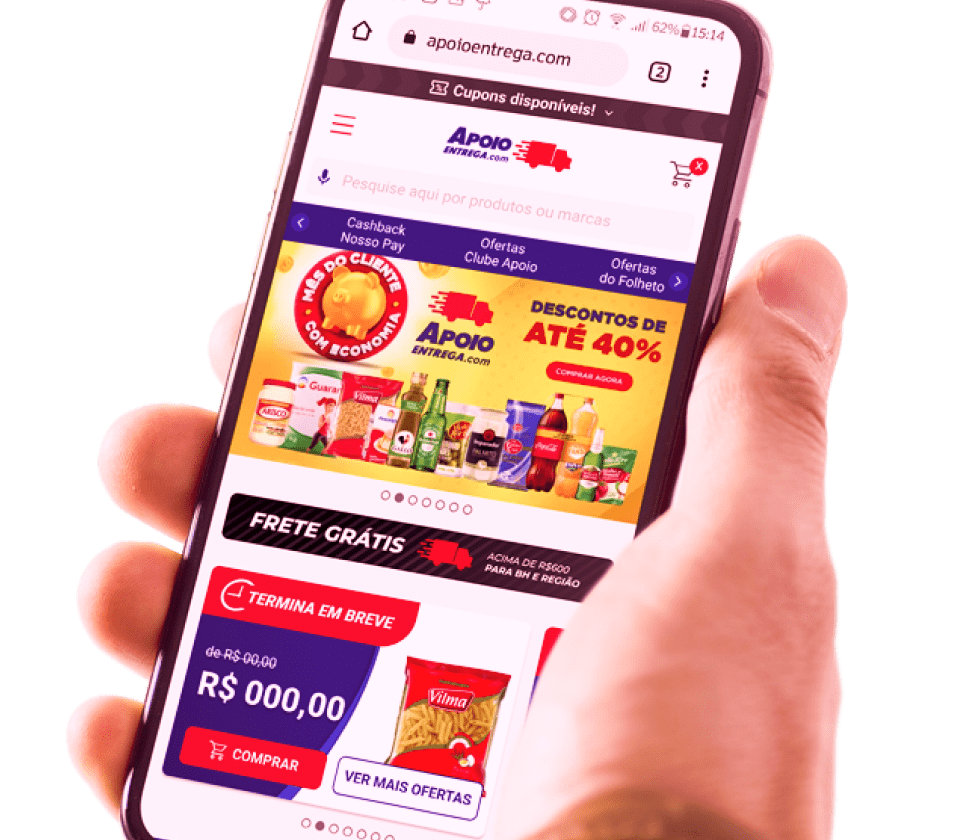 62% 15:14
apoioentrega.com
2
Cupons disponíveis!
APOIO
ENTREGA.com
X
Pesquise aqui por produtos ou marcas
Cashback
Nosso Pay
Ofertas
Clube Apoio
Ofertas
do Folheto
MÊS DO CLIENTE
COM ECONOMIA
APOIO
ENTREGA.com
DESCONTOS DE
ATÉ 40%
COMPRAR AGORA
ARISCO
Vilma
Coca-Cola
FRETE GRÁTIS
ACIMA DE R$600
PARA BH E REGIÃO
TERMINA EM BREVE
de R$ 00,00
R$ 000,00
COMPRAR
Vilma
VER MAIS OFERTAS